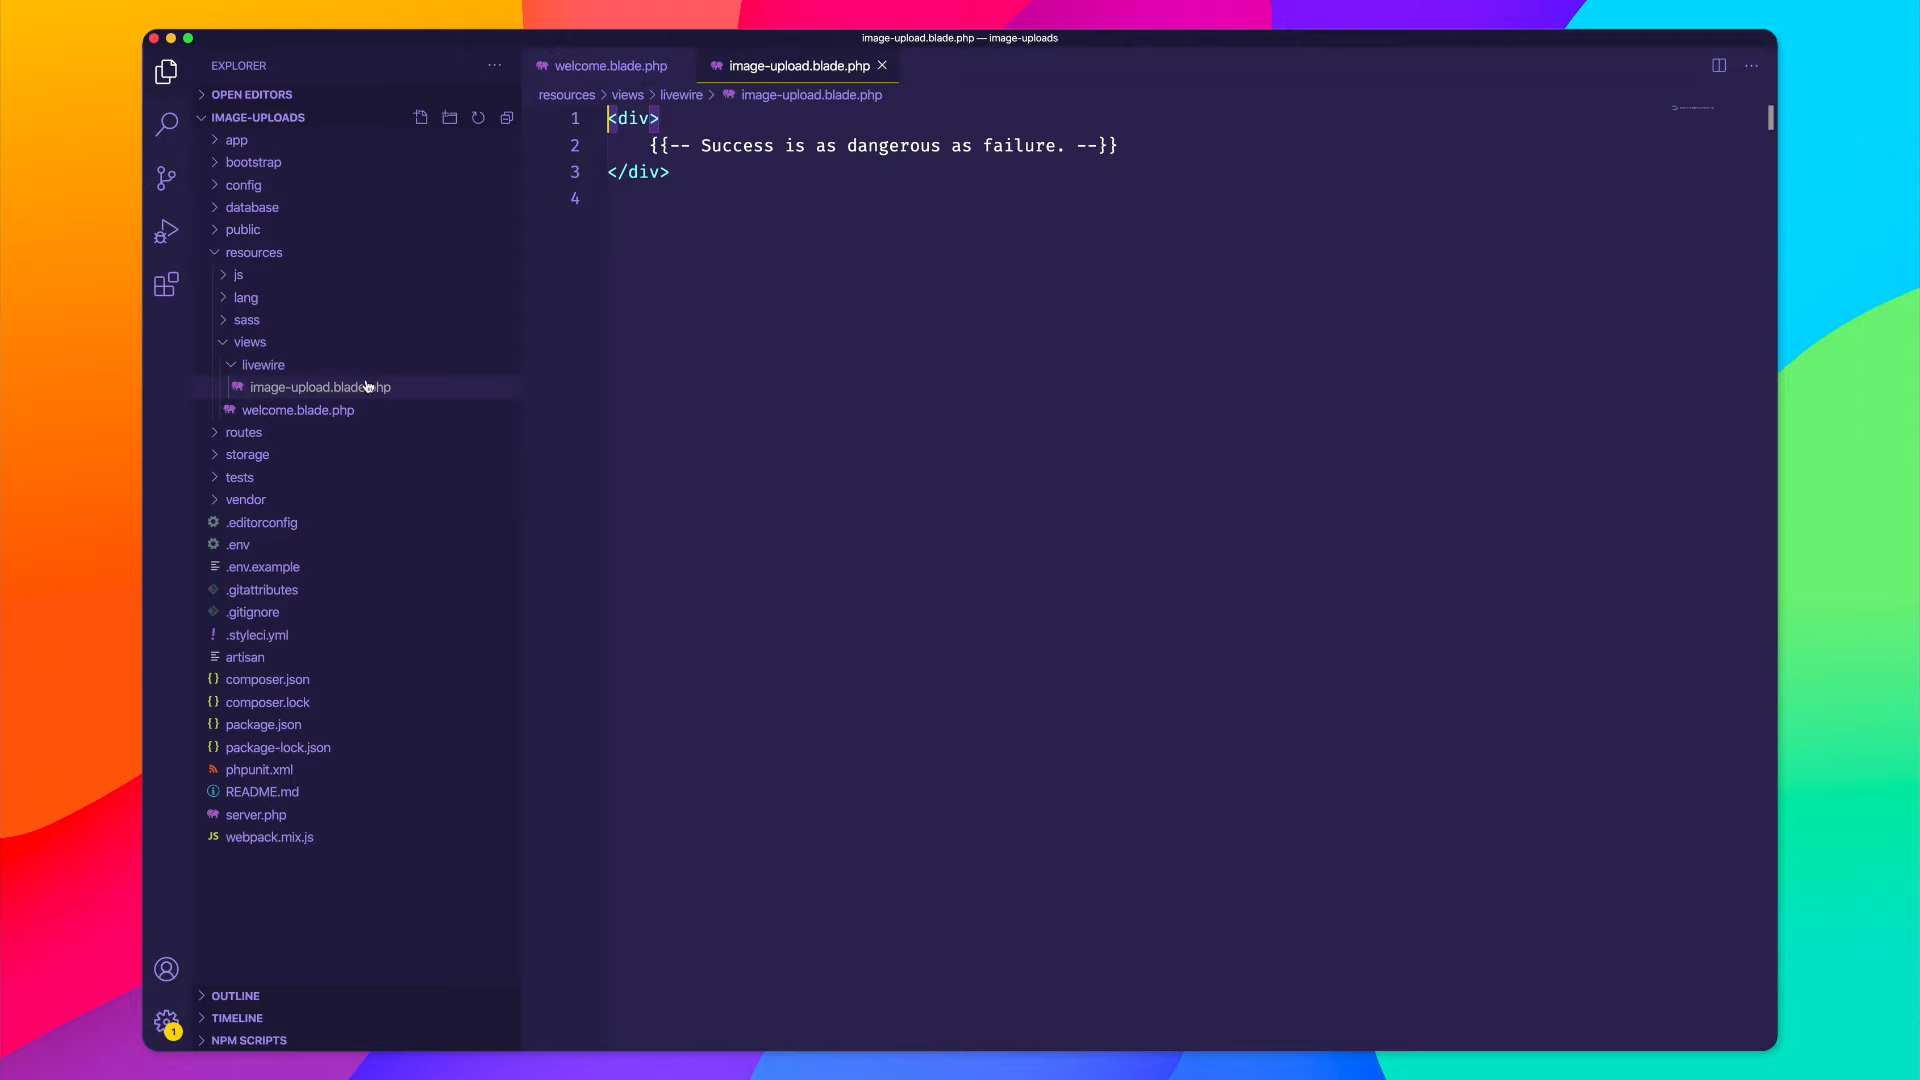 image-upload.blade.php — image-uploads
EXPLORER
OPEN EDITORS
IMAGE-UPLOADS
app
bootstrap
config
database
public
resources
js
lang
sass
views
livewire
image-upload.blade.php
welcome.blade.php
routes
storage
tests
vendor
.editorconfig
.env
.env.example
.gitattributes
.gitignore
.styleci.yml
artisan
composer.json
composer.lock
package.json
package-lock.json
phpunit.xml
README.md
server.php
JS webpack.mix.js
OUTLINE
TIMELINE
NPM SCRIPTS
1
welcome.blade.php
image-upload.blade.php
resources > views > livewire > image-upload.blade.php
1 <div>
2 {{-- Success is as dangerous as failure. --}}
3 </div>
4